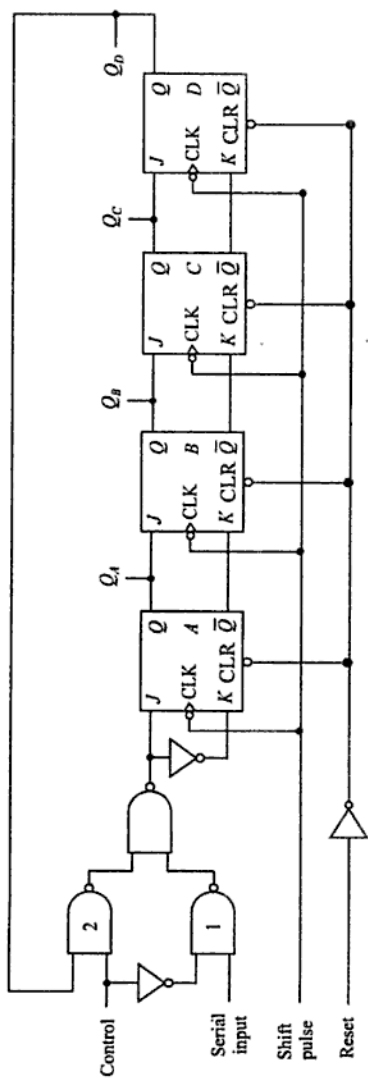 Q_A
Q_B
Q_C
Q_D
J Q
A
CLK
K CLR Q̅
J Q
B
CLK
K CLR Q̅
J Q
C
CLK
K CLR Q̅
J Q
D
CLK
K CLR Q̅
2
1
Control
Serial
input
Shift
pulse
Reset